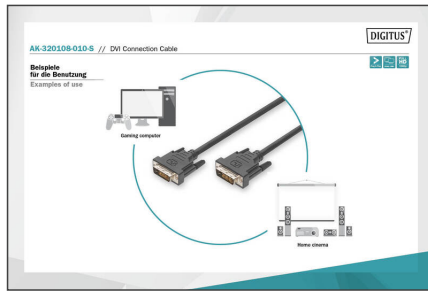 DIGITUS®
AK-320108-010-S // DVI Connection Cable
Beispiele
für die Benutzung
Examples of use
Gaming computer
Home cinema